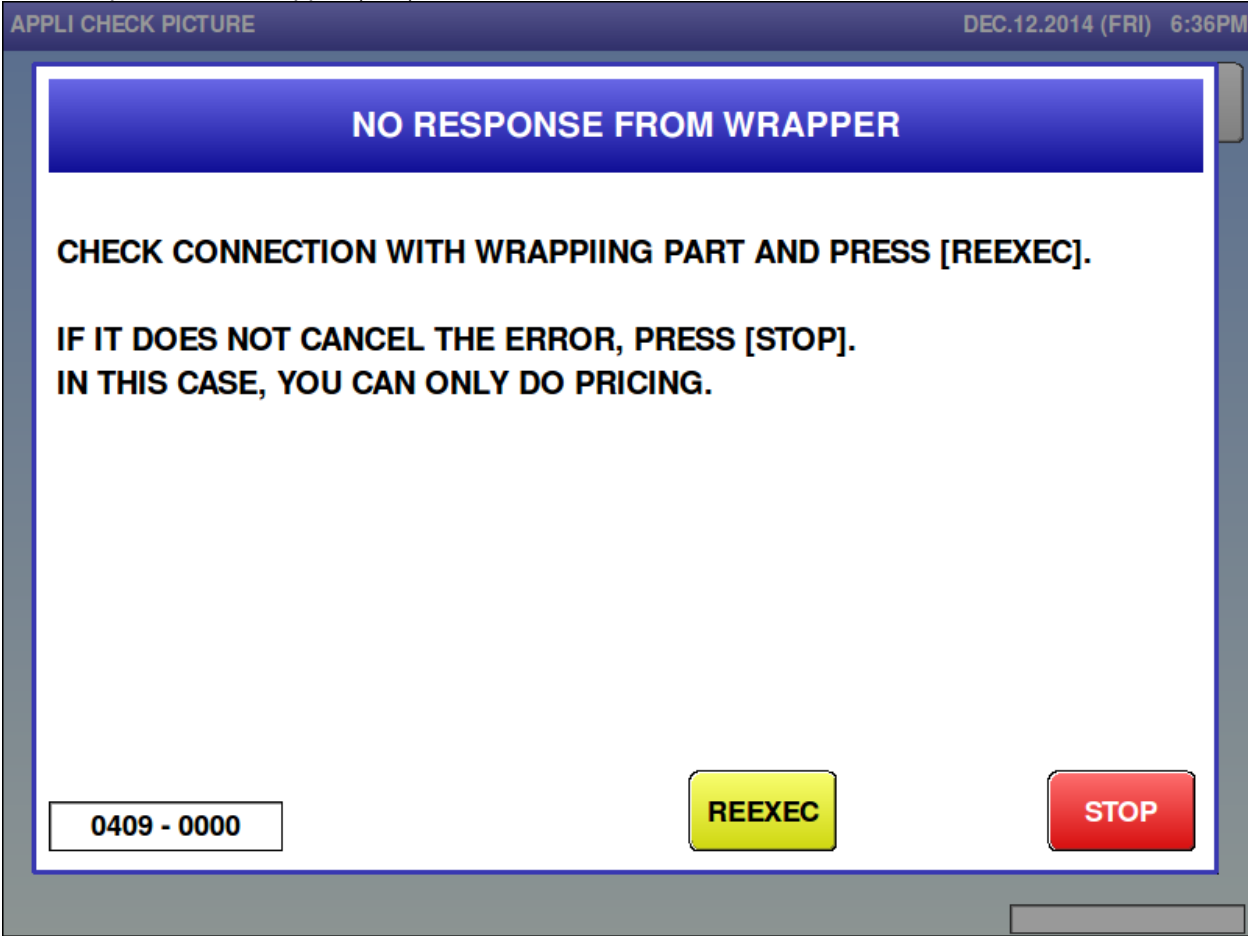 APPLI CHECK PICTURE DEC.12.2014 (FRI) 6:36PM
NO RESPONSE FROM WRAPPER
CHECK CONNECTION WITH WRAPPIING PART AND PRESS [REEXEC].
IF IT DOES NOT CANCEL THE ERROR, PRESS [STOP].
IN THIS CASE, YOU CAN ONLY DO PRICING.
0409 - 0000 REEXEC STOP